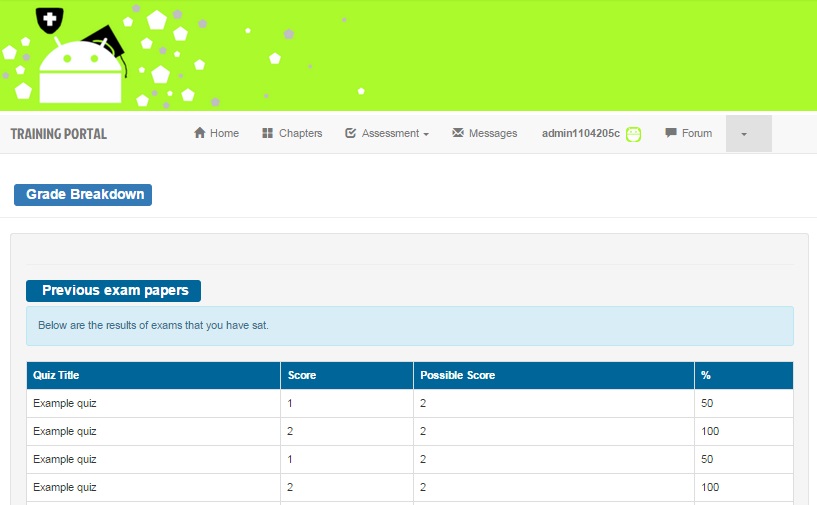 TRAINING PORTAL Home Chapters Assessment Messages admin1104205c Forum
Grade Breakdown
Previous exam papers
Below are the results of exams that you have sat.
Quiz Title Score Possible Score %
Example quiz 1 2 50
Example quiz 2 2 100
Example quiz 1 2 50
Example quiz 2 2 100